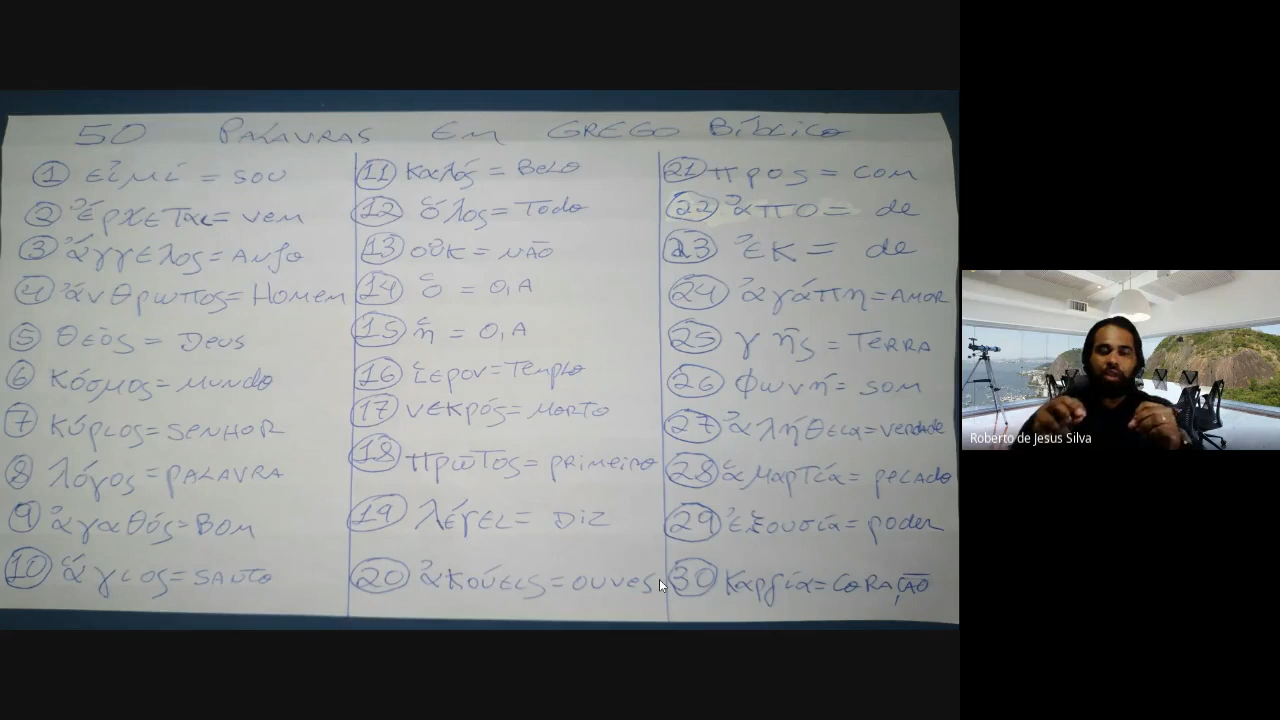 50 PALAVRAS EM GREGO BÍBLICO
1 εἰμί = SOU
2 ἔρχεται = VEM
3 ἄγγελος = ANJO
4 ἄνθρωπος = HOMEM
5 θεὸς = DEUS
6 κόσμος = MUNDO
7 κύριος = SENHOR
8 λόγος = PALAVRA
9 ἀγαθός = BOM
10 ἅγιος = SANTO
11 καλός = BELO
12 ὅλος = TODO
13 οὐκ = NÃO
14 ὁ = O, A
15 ἡ = O, A
16 ἱερον = TEMPLO
17 νεκρός = MORTO
18 πρωτος = PRIMEIRO
19 λέγει = DIZ
20 ἀκούεις = OUVES
21 προς = COM
22 ἀπο = de
23 ἐκ = de
24 ἀγάπη = AMOR
25 γῆς = TERRA
26 φωνή = SOM
27 ἀλήθεια = verdade
28 ἁμαρτία = PECADO
29 ἐξουσία = poder
30 καρδία = CORAÇÃO
Roberto de Jesus Silva